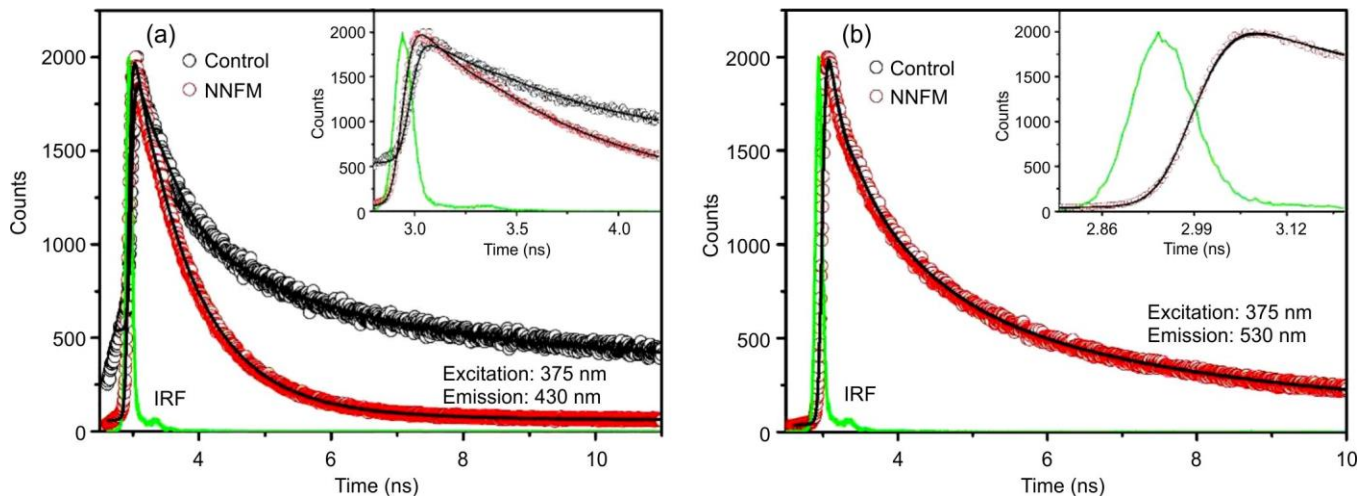 (a)
Control
NNFM
2000
1500
1000
500
0
Counts
4
6
8
10
Time (ns)
IRF
Excitation: 375 nm
Emission: 430 nm
2000
1500
1000
500
0
Counts
3.0
3.5
4.0
Time (ns)
(b)
Control
NNFM
2000
1500
1000
500
0
Counts
4
6
8
10
Time (ns)
IRF
Excitation: 375 nm
Emission: 530 nm
2000
1500
1000
500
0
Counts
2.86
2.99
3.12
Time (ns)